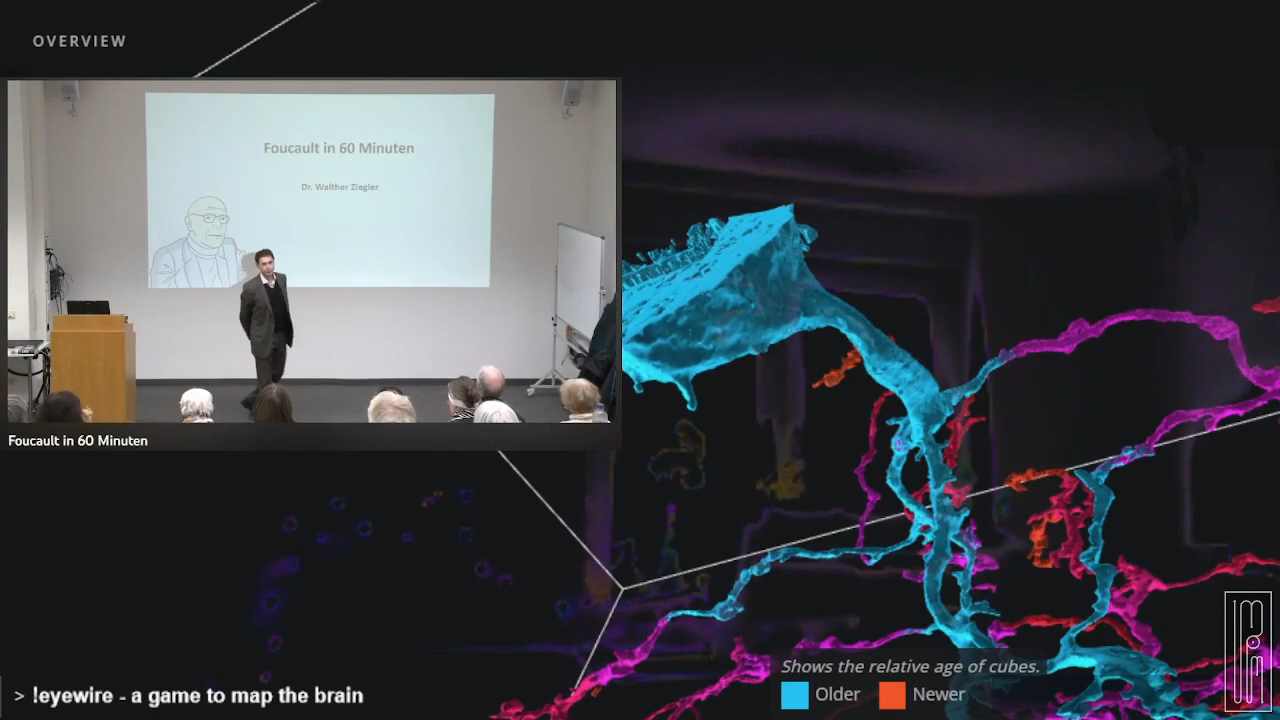 OVERVIEW
Foucault in 60 Minuten
Dr. Walther Ziegler
Foucault in 60 Minuten
Shows the relative age of cubes.
Older Newer
> !eyewire - a game to map the brain